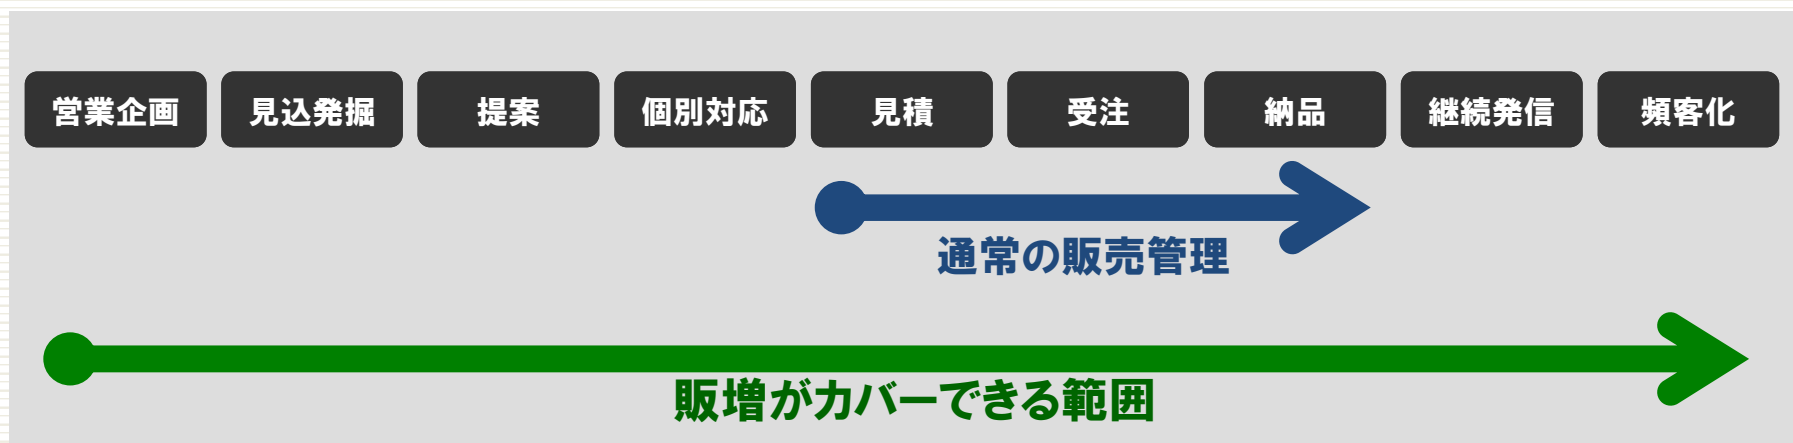 営業企画
見込発掘
提案
個別対応
見積
受注
納品
継続発信
頻客化
通常の販売管理
販増がカバーできる範囲